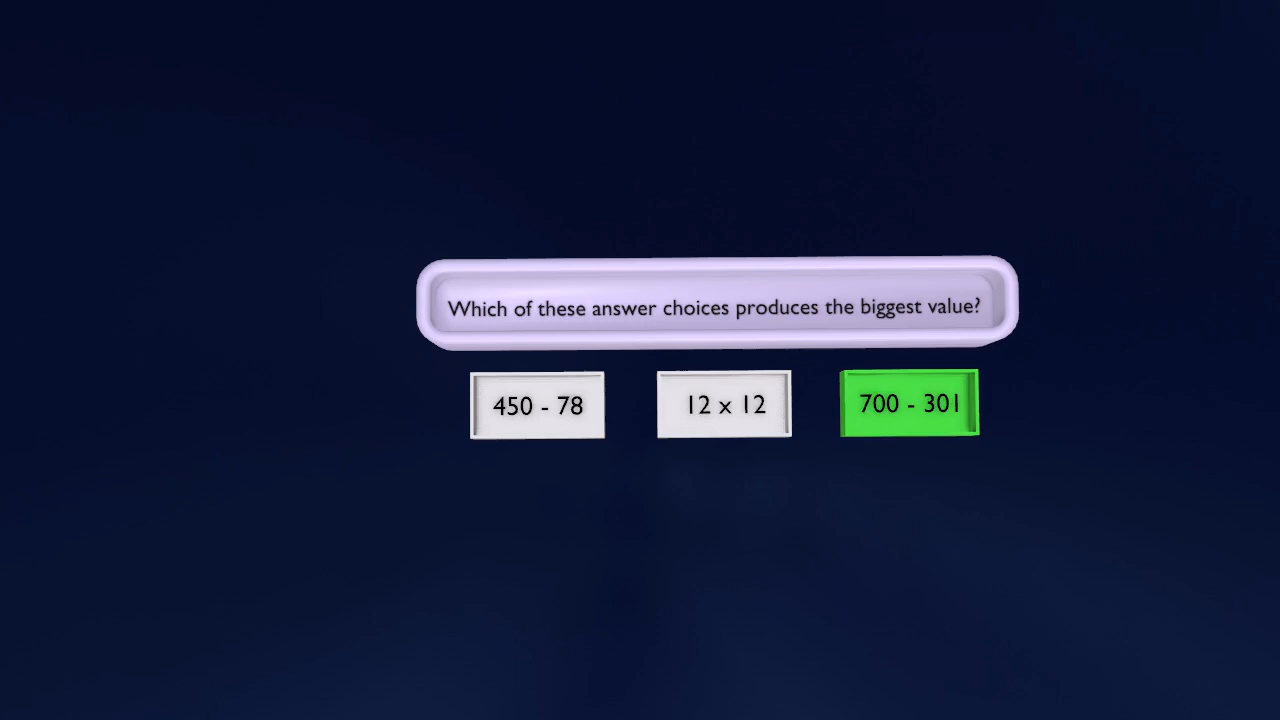 Which of these answer choices produces the biggest value?
450 - 78
12 x 12
700 - 301